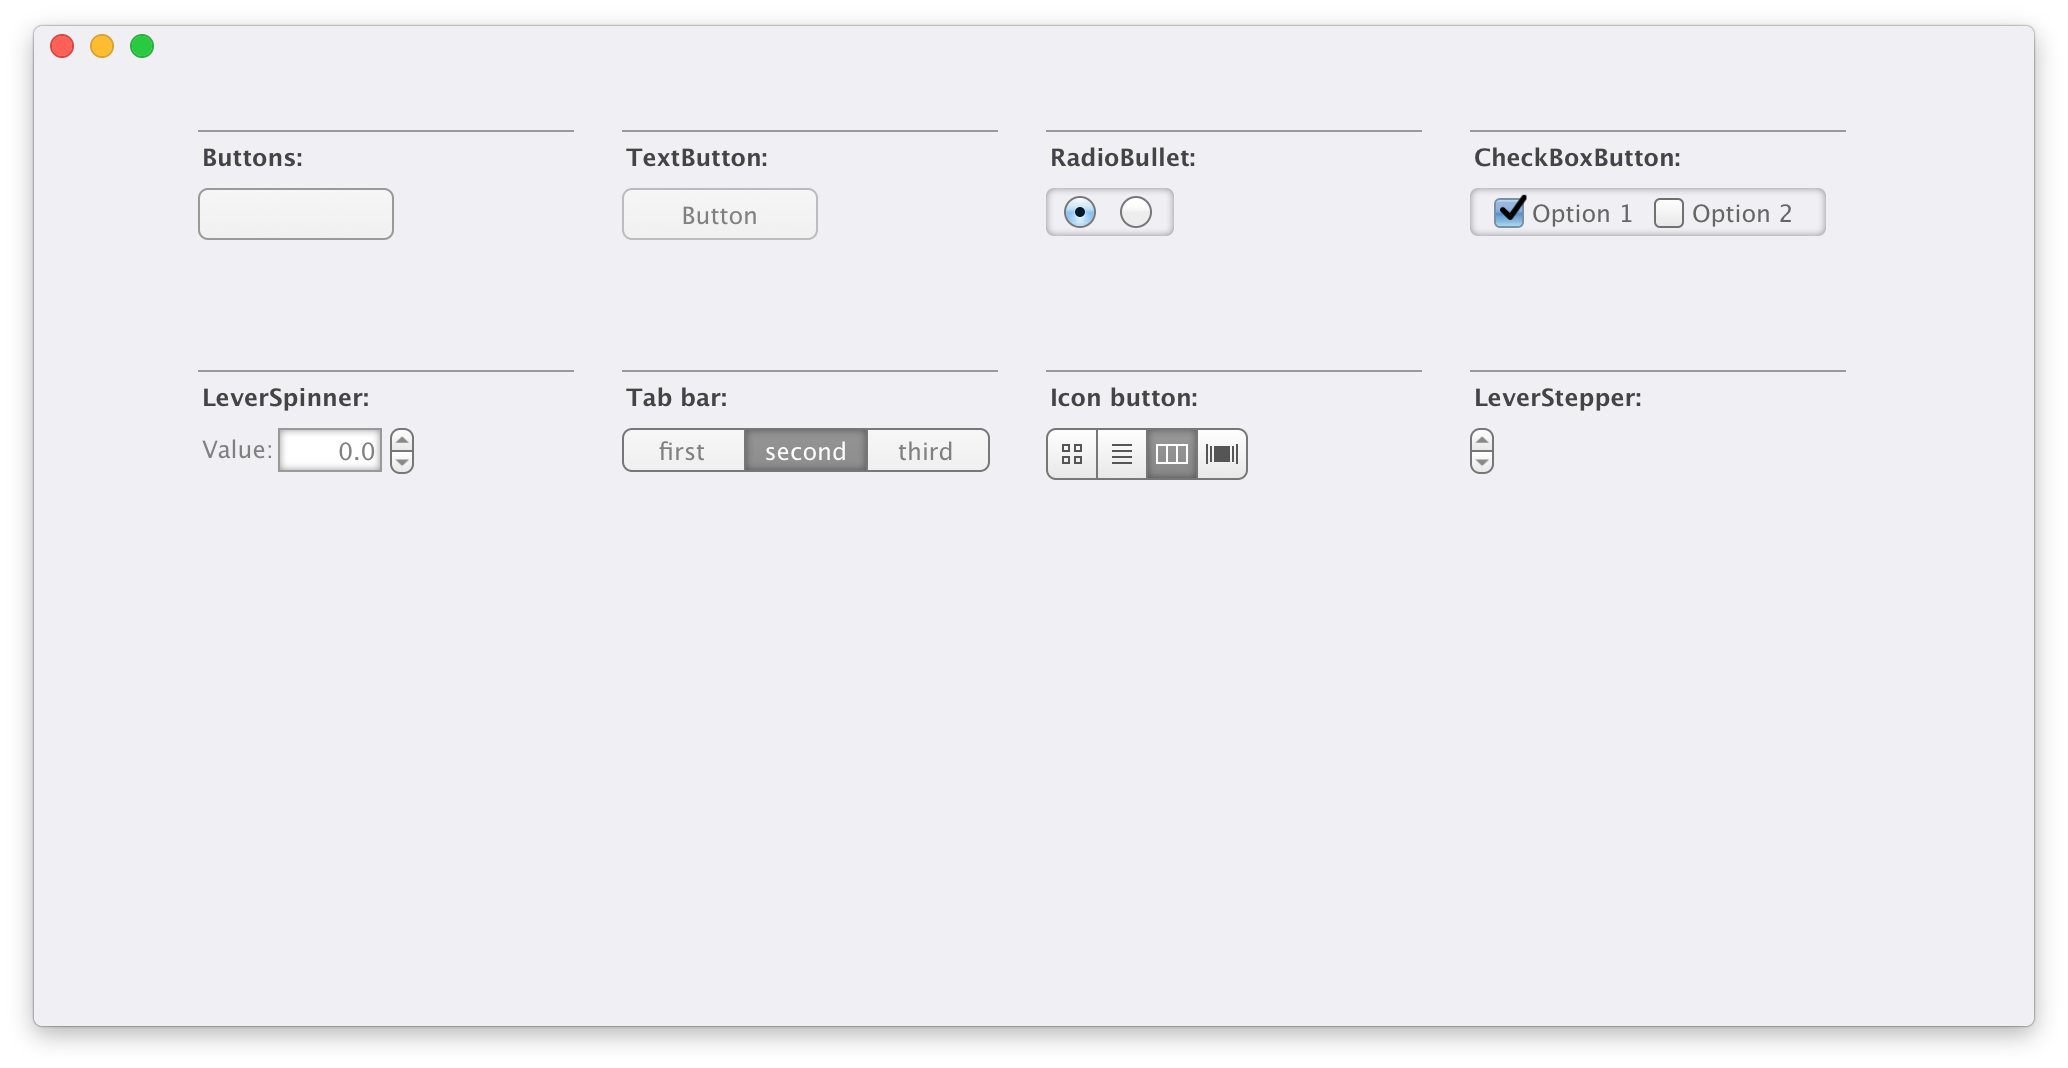 Buttons:
TextButton:
RadioBullet:
CheckBoxButton:
Button
Option 1
Option 2
LeverSpinner:
Tab bar:
Icon button:
LeverStepper:
Value: 0.0
first
second
third